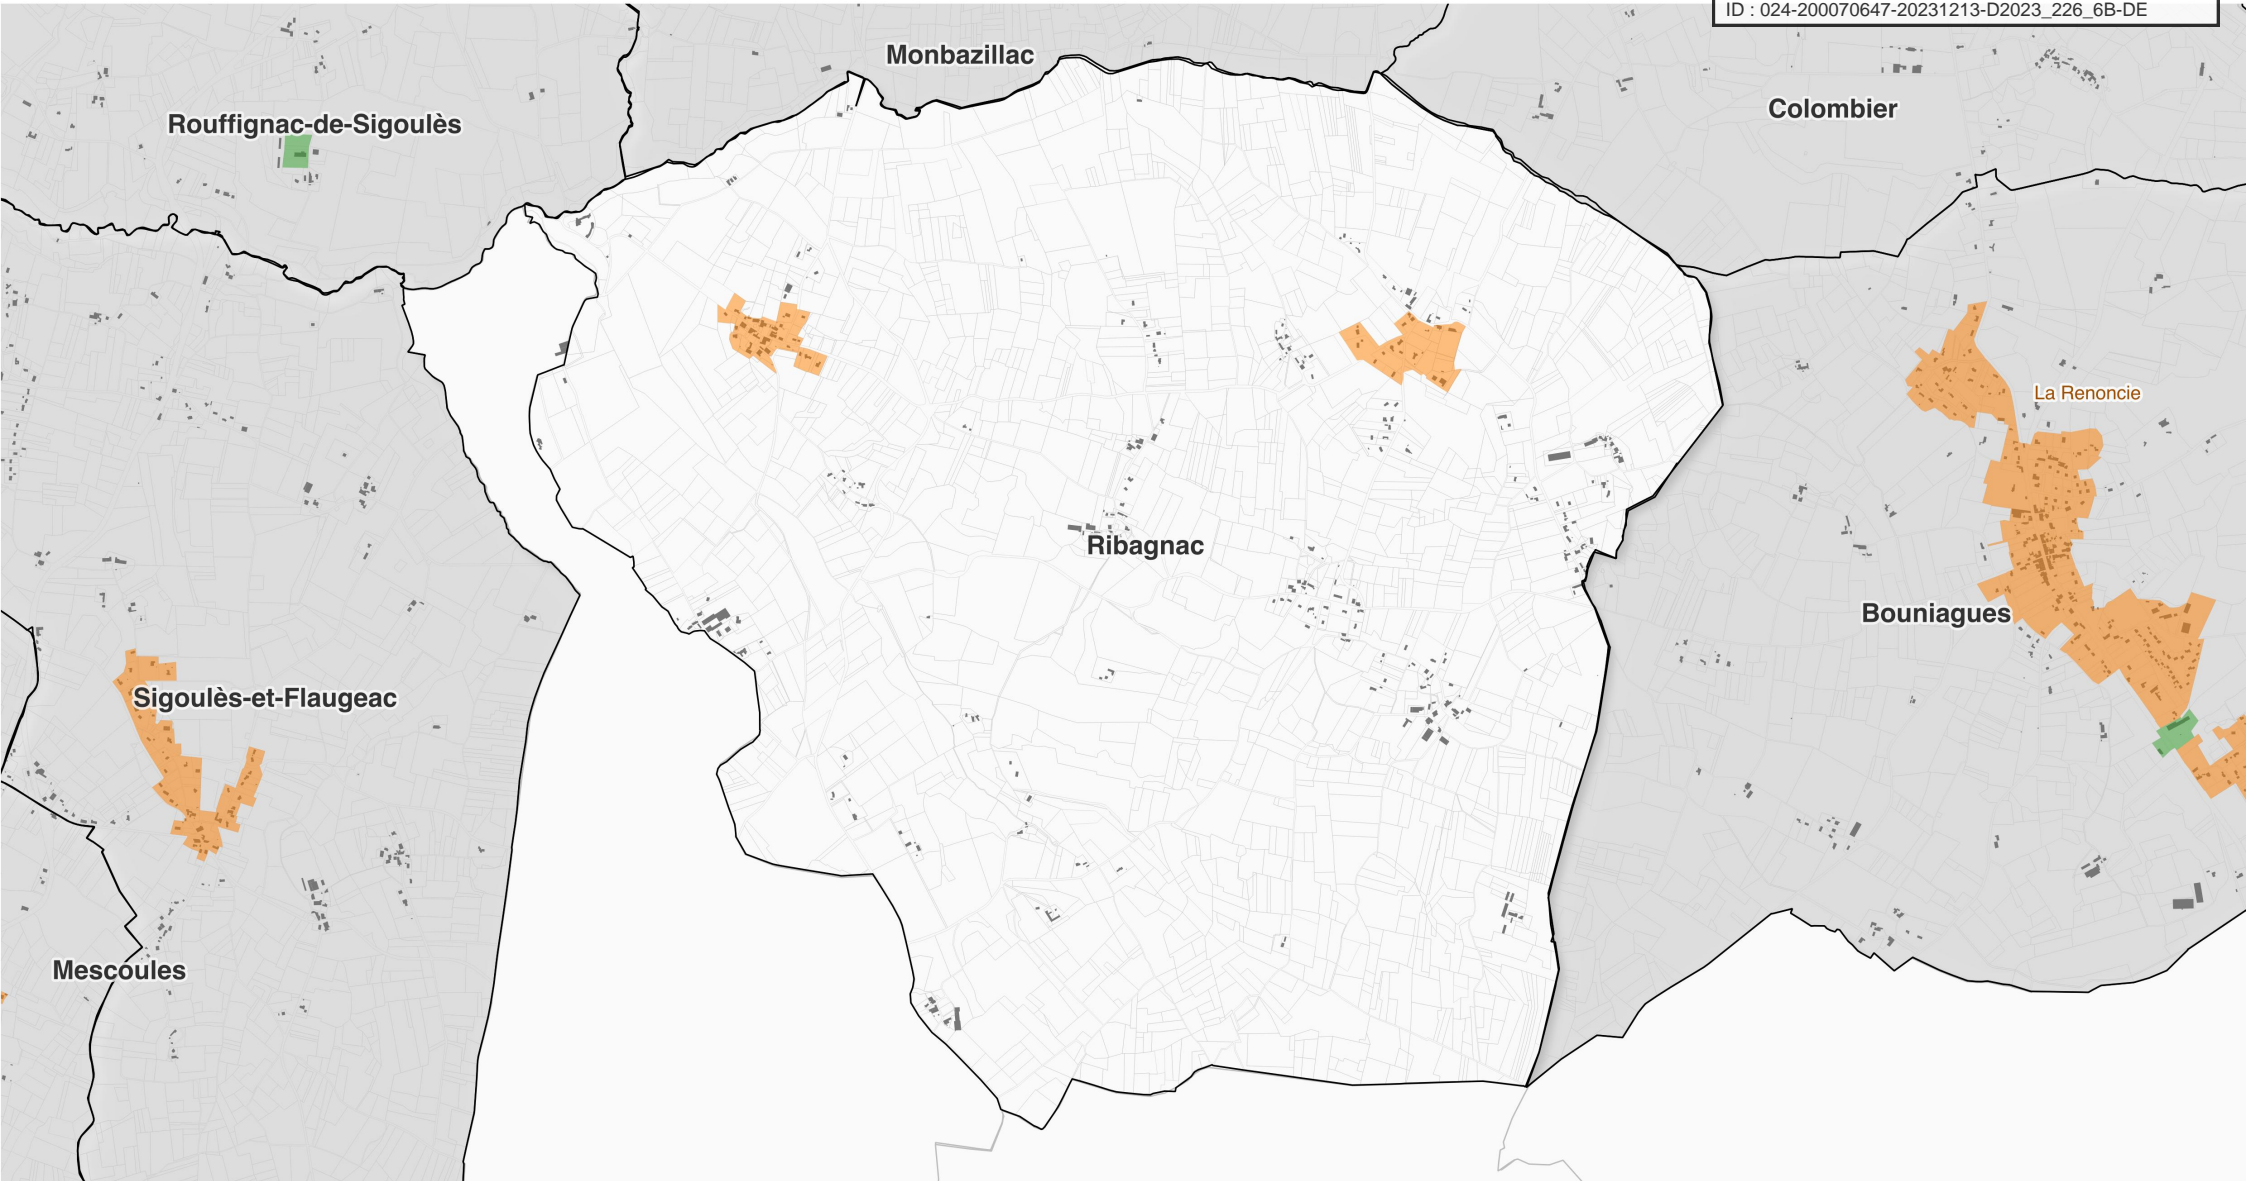 ID : 024-200070647-20231213-D2023_226_6B-DE
Monbazillac
Colombier
Rouffignac-de-Sigoulès
La Renoncie
Ribagnac
Bouniagues
Sigoulès-et-Flaugeac
Mescoules